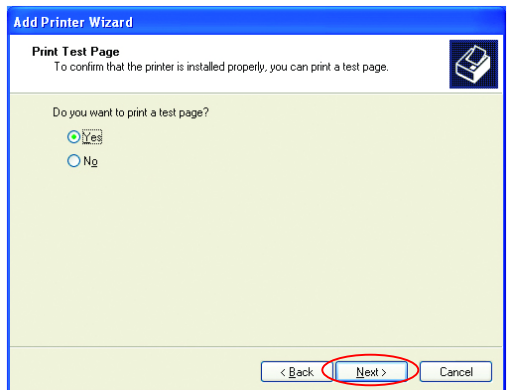 Add Printer Wizard
Print Test Page
To confirm that the printer is installed properly, you can print a test page.
Do you want to print a test page?
Yes
No
< Back Next > Cancel